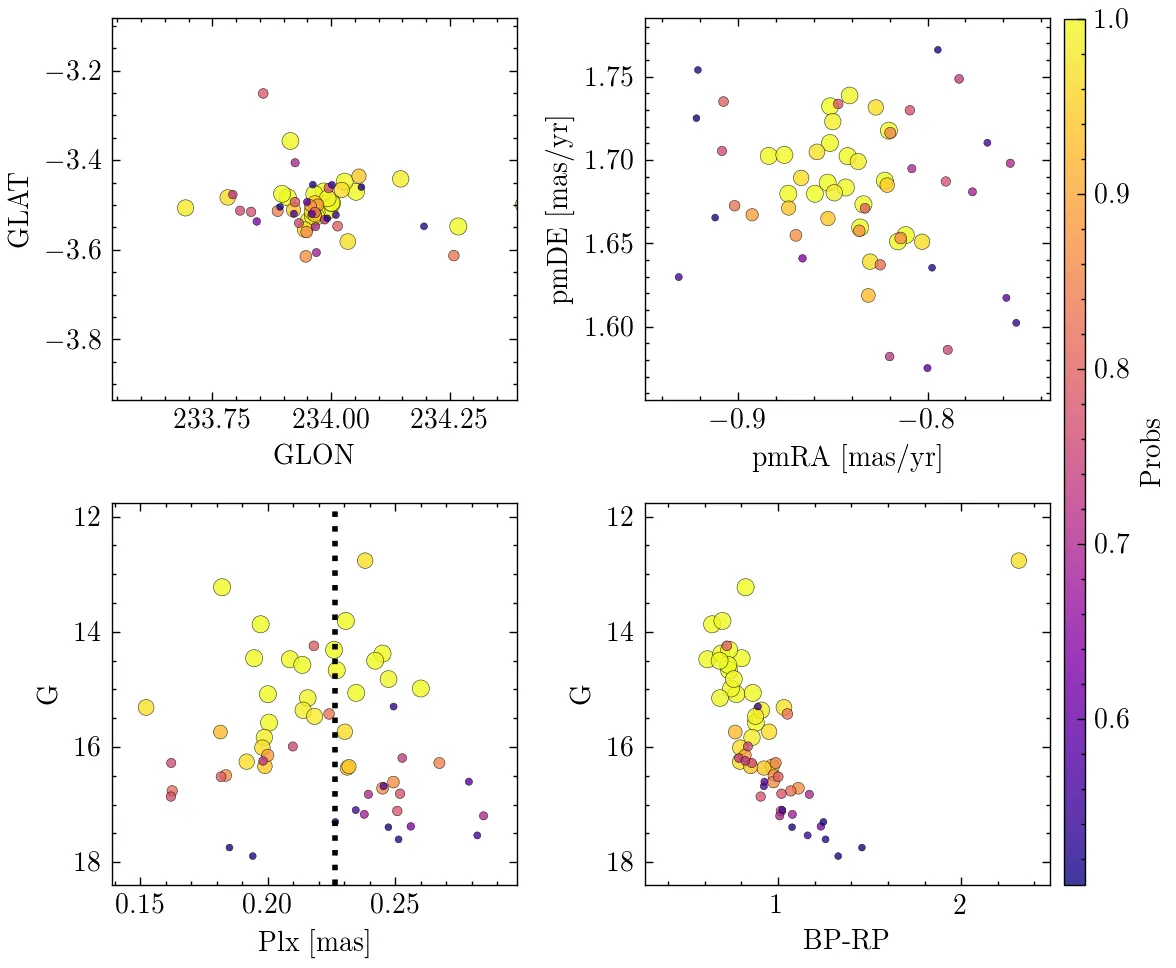 −3.2
−3.4
−3.6
−3.8
GLAT
233.75 234.00 234.25
GLON
1.75
1.70
1.65
1.60
pmDE [mas/yr]
−0.9 −0.8
pmRA [mas/yr]
1.0
0.9
0.8
0.7
0.6
Probs
12
14
16
18
G
0.15 0.20 0.25
Plx [mas]
12
14
16
18
G
1 2
BP-RP